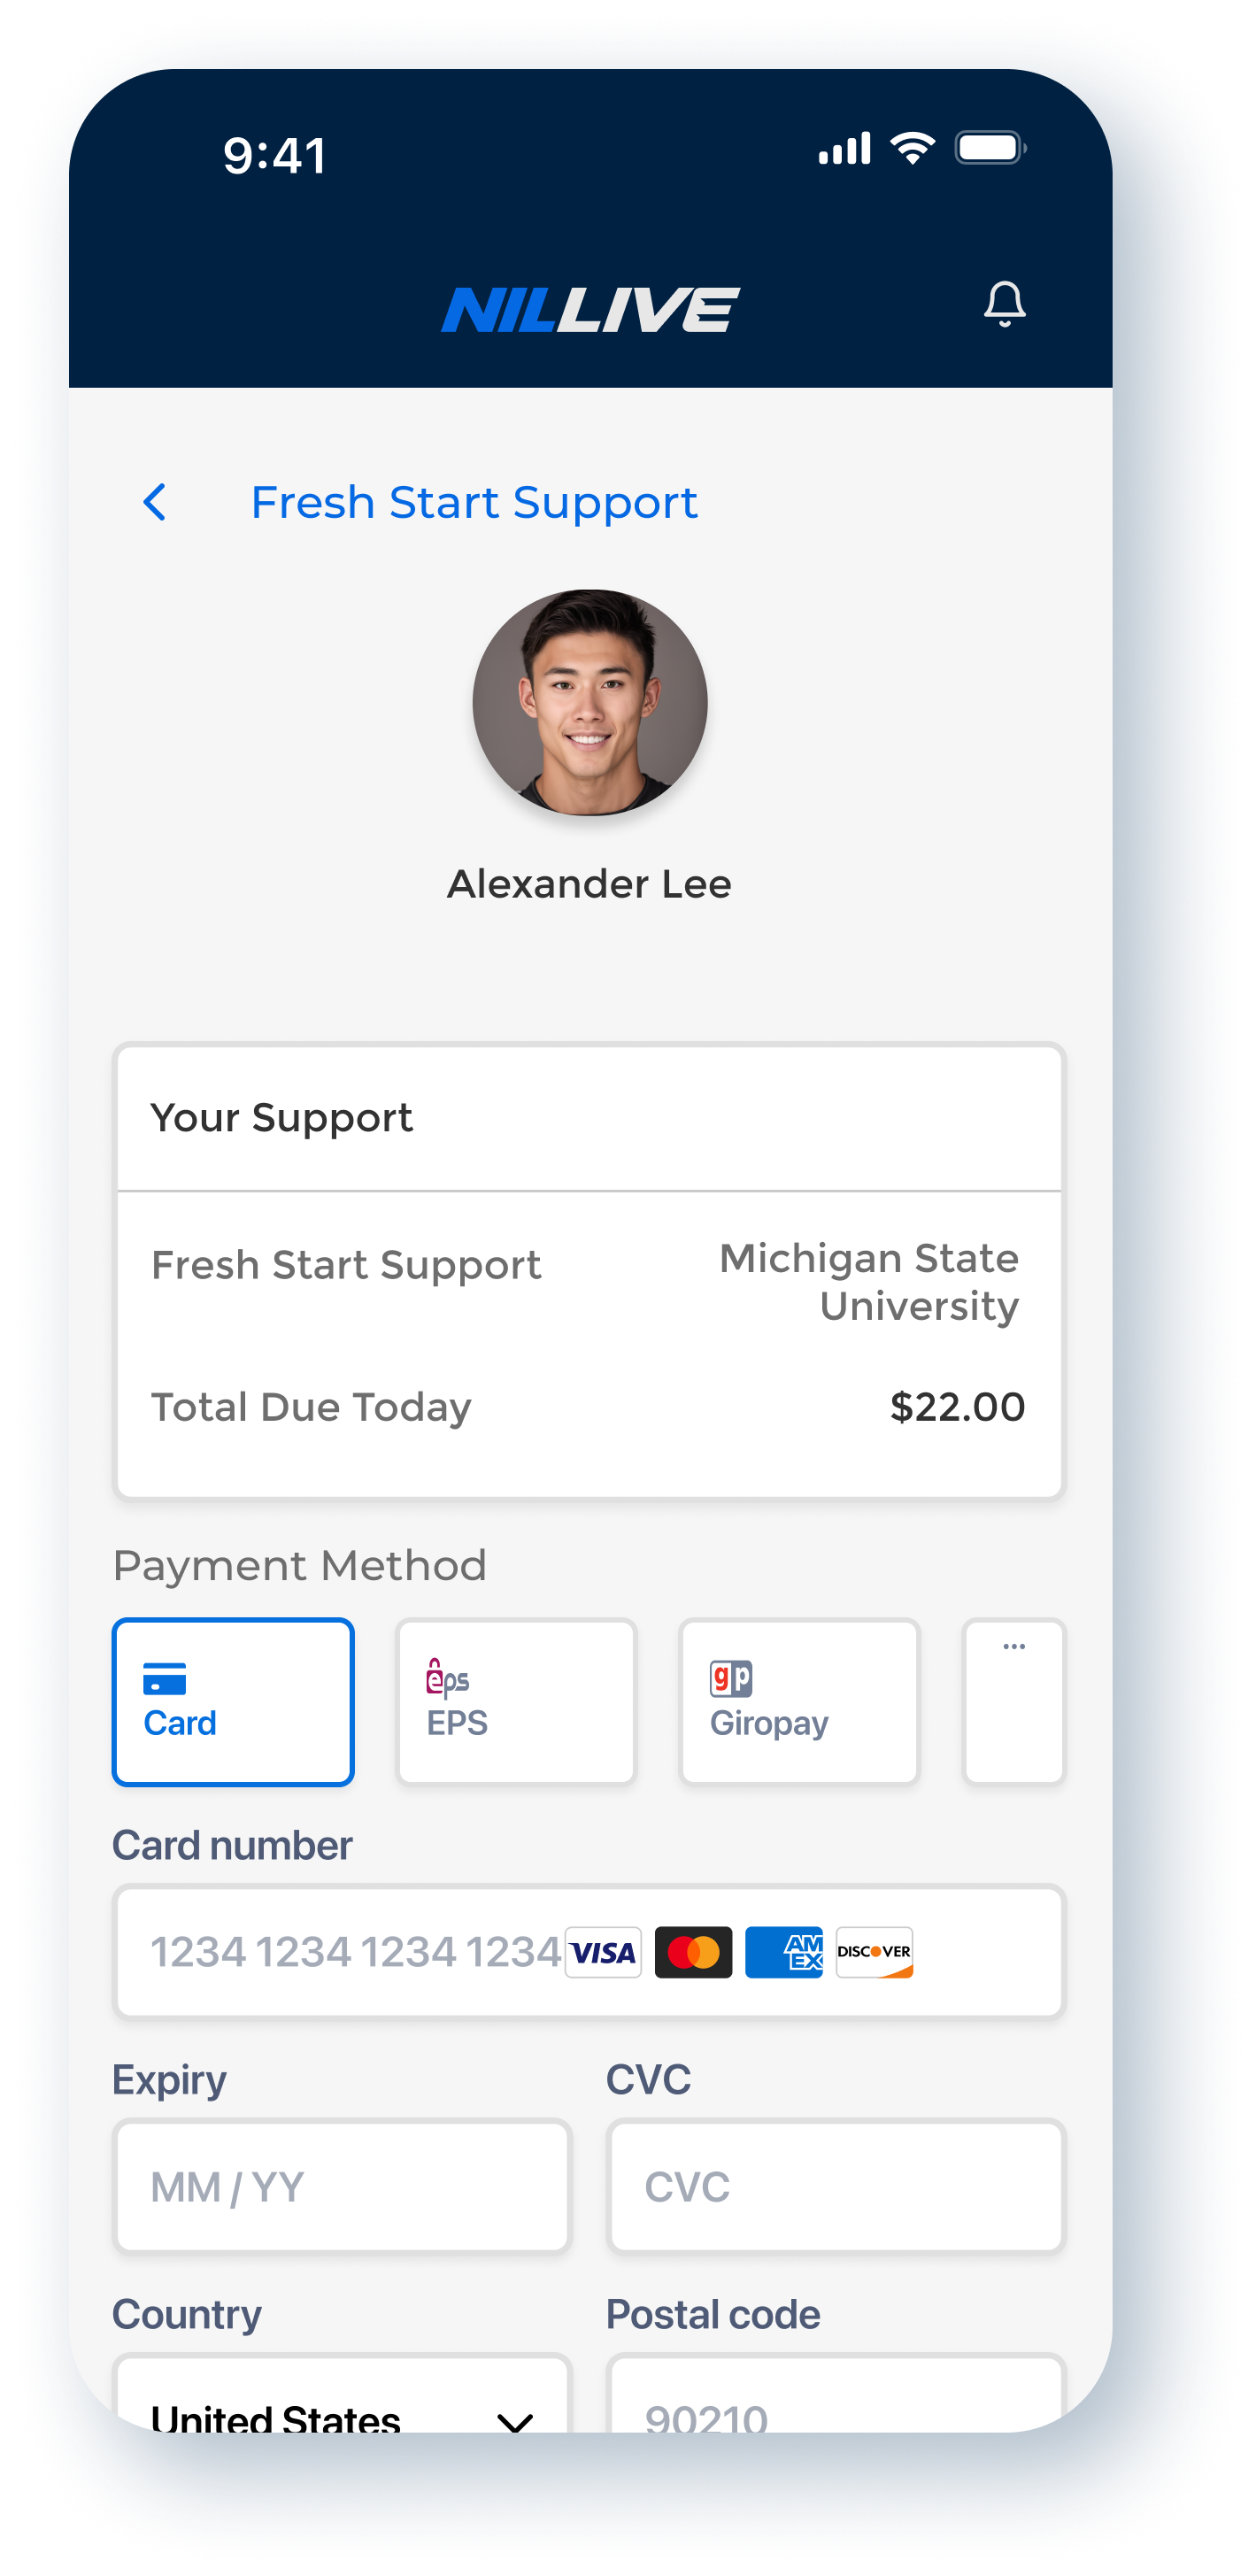 9:41
NILLIVE
Fresh Start Support
Alexander Lee
Your Support
Fresh Start Support
Michigan State
University
Total Due Today
$22.00
Payment Method
eps
gp
Card
EPS
Giropay
...
Card number
1234 1234 1234 1234
VISA
AM
EX
DISCOVER
Expiry
CVC
MM / YY
CVC
Country
Postal code
United States
90210